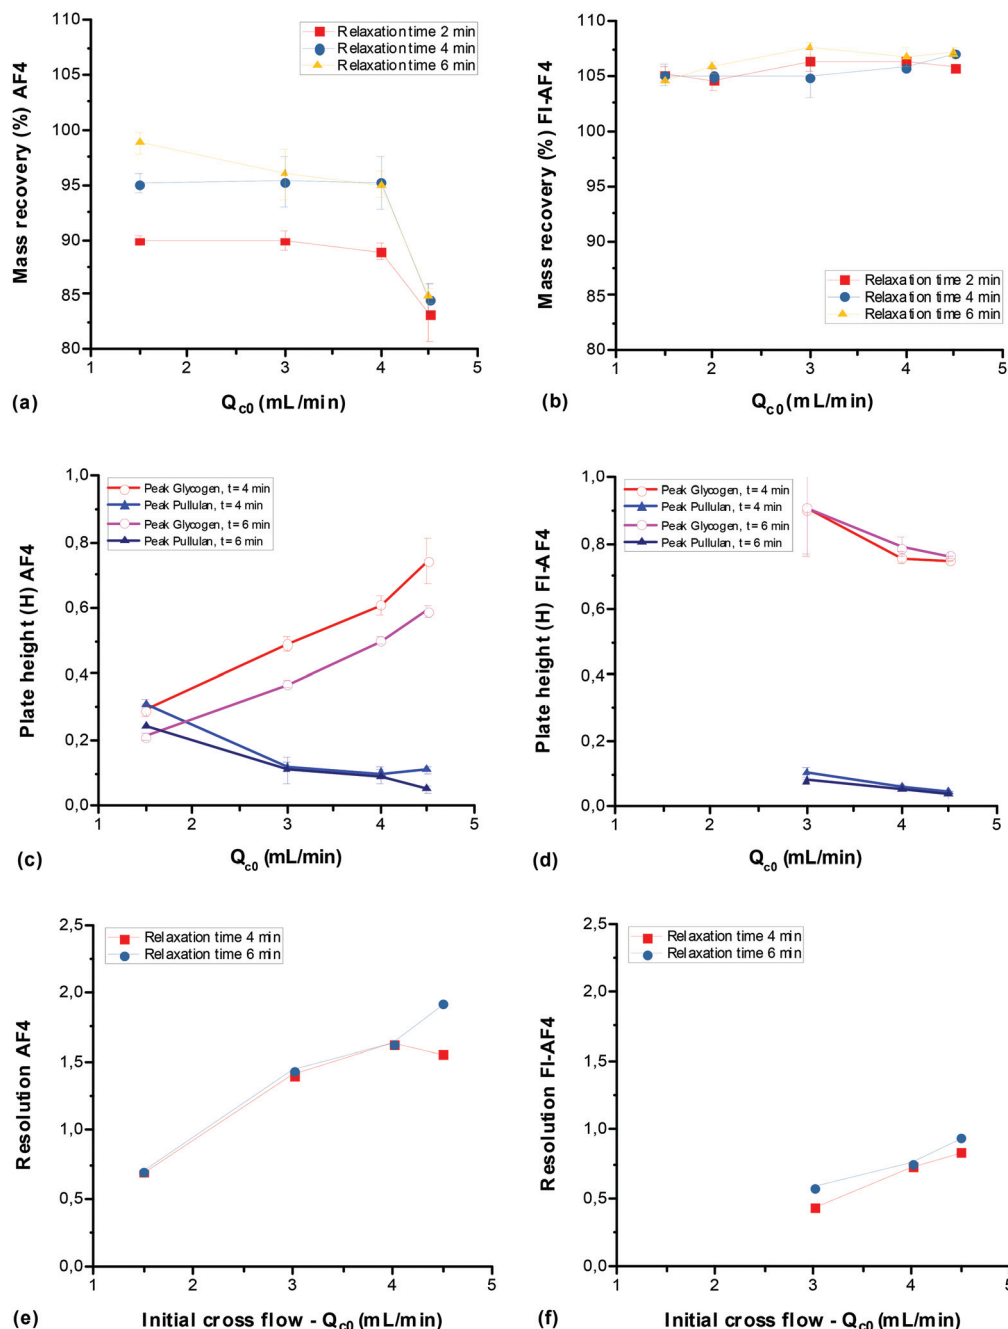 110
105
100
95
90
85
80
Mass recovery (%) AF4
Relaxation time 2 min
Relaxation time 4 min
Relaxation time 6 min
1
3
4
5
Q_c0 (mL/min)
(a)
110
105
100
95
90
85
80
Mass recovery (%) FI-AF4
Relaxation time 2 min
Relaxation time 4 min
Relaxation time 6 min
1
2
3
4
5
Q_c0 (mL/min)
(b)
1,0
0,8
0,6
0,4
0,2
0,0
Plate height (H) AF4
Peak Glycogen, t = 4 min
Peak Pullulan, t = 4 min
Peak Glycogen, t = 6 min
Peak Pullulan, t = 6 min
1
2
3
4
5
Q_c0 (mL/min)
(c)
1,0
0,8
0,6
0,4
0,2
0,0
Plate height (H) FI-AF4
Peak Glycogen, t = 4 min
Peak Pullulan, t = 4 min
Peak Glycogen, t = 6 min
Peak Pullulan, t = 6 min
1
2
3
4
5
Q_c0 (mL/min)
(d)
2,5
2,0
1,5
1,0
0,5
0,0
Resolution AF4
Relaxation time 4 min
Relaxation time 6 min
1
2
3
4
5
Initial cross flow - Q_c0 (mL/min)
(e)
2,5
2,0
1,5
1,0
0,5
0,0
Resolution FI-AF4
Relaxation time 4 min
Relaxation time 6 min
1
2
3
4
5
Initial cross flow - Q_c0 (mL/min)
(f)